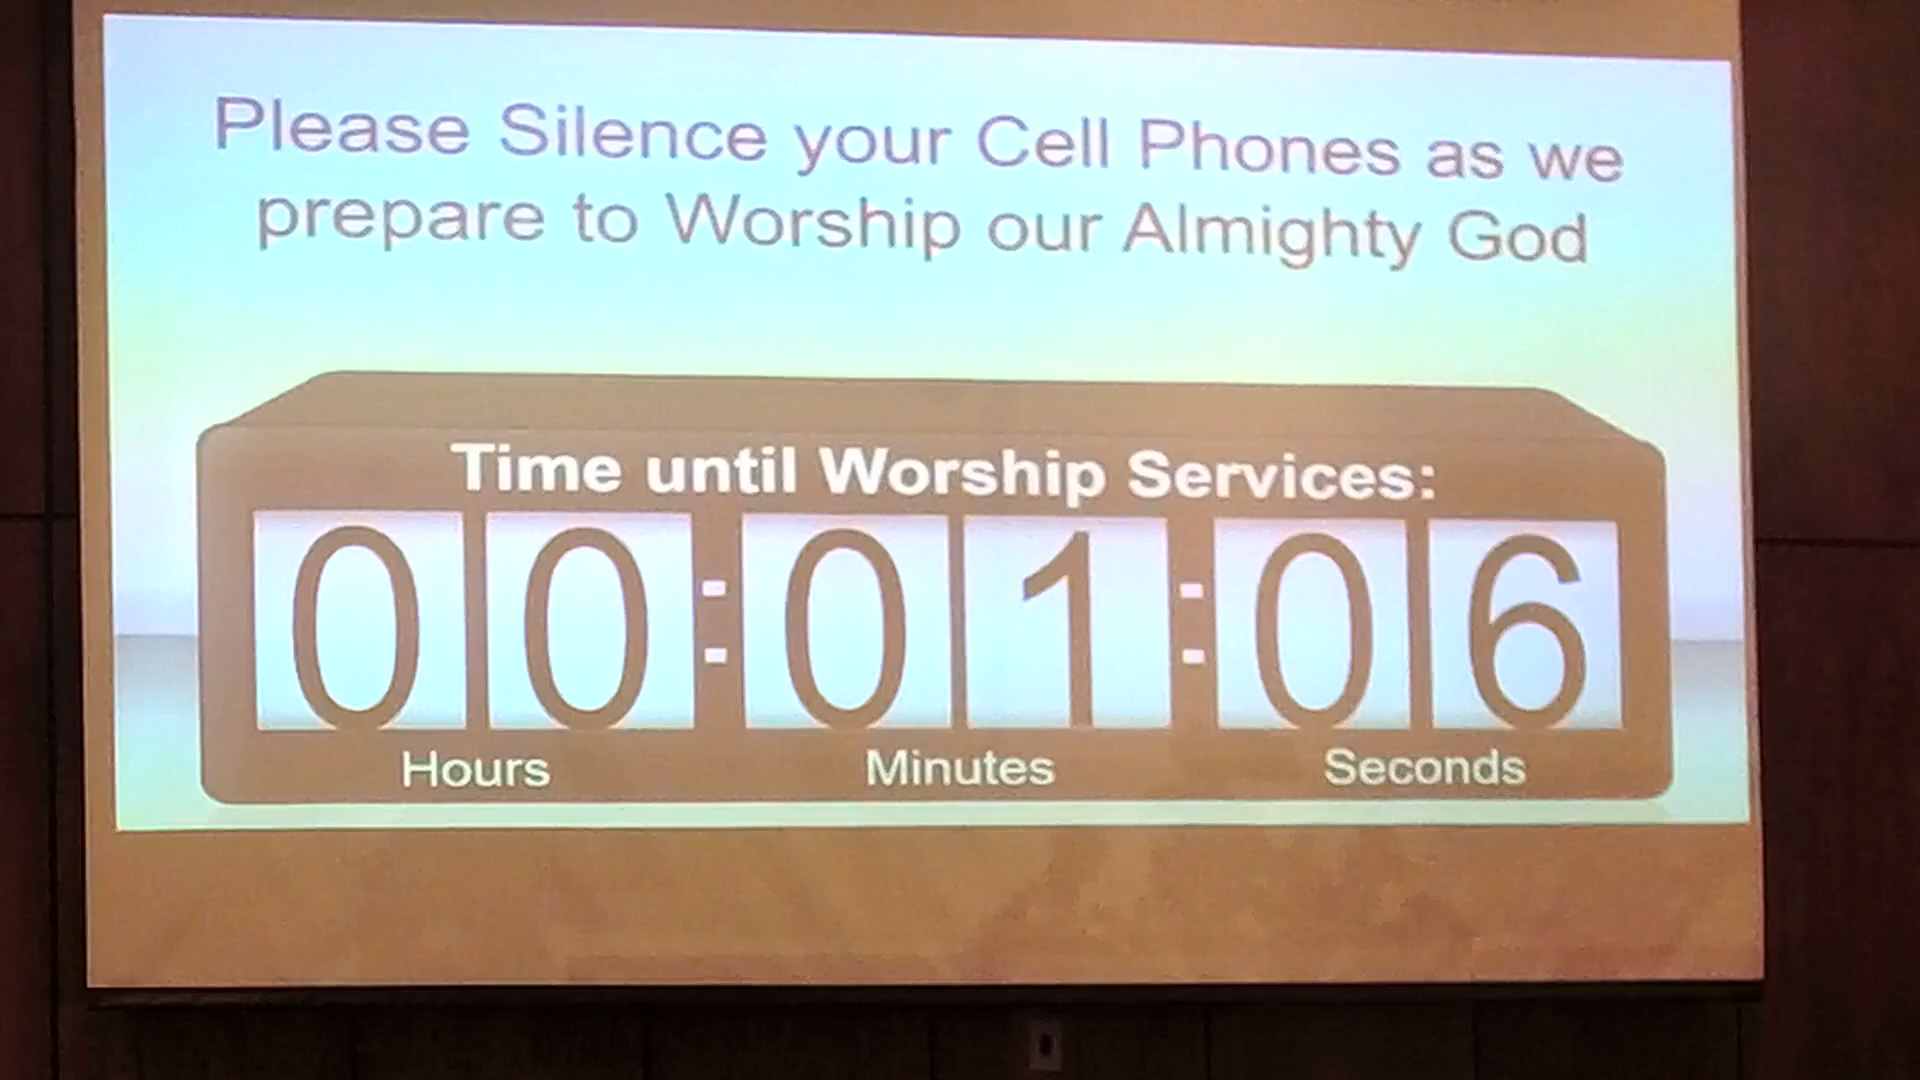 Please Silence your Cell Phones as we
prepare to Worship our Almighty God
Time until Worship Services:
00:01:06
Hours Minutes Seconds